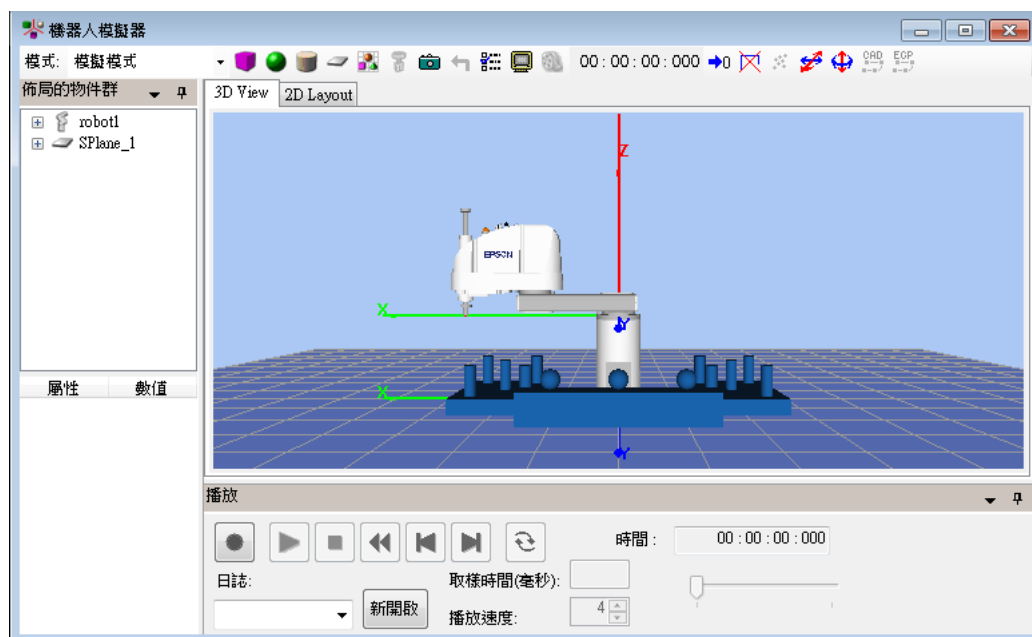 機器人模擬器
模式: 模擬模式
00 : 00 : 00 : 000
CAD
EGP
佈局的物件群
3D View
2D Layout
robot1
SPlane_1
屬性 數值
Z
EPSON
X
Y
X
Y
播放
時間 :
00 : 00 : 00 : 000
日誌:
新開啟
取樣時間(毫秒):
播放速度:
4